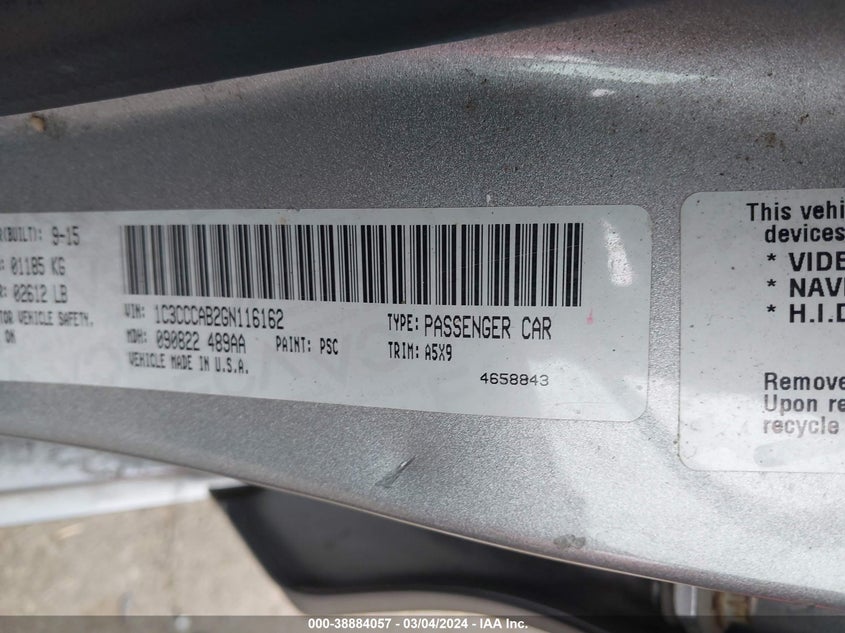 R(BUILT): 9-15
: 01185 KG
R: 02612 LB
TOR VEHICLE SAFETY.
ON
VIN: 1C3CCCAB2GN116162
TYPE: PASSENGER CAR
MDH: 090822 489AA
PAINT: PSC
TRIM: A5X9
VEHICLE MADE IN U.S.A.
4658843
This vehi
devices
* VIDE
* NAVI
* H.I.D
Remove
Upon re
recycle
000-38884057 — 03/04/2024 — IAA Inc.